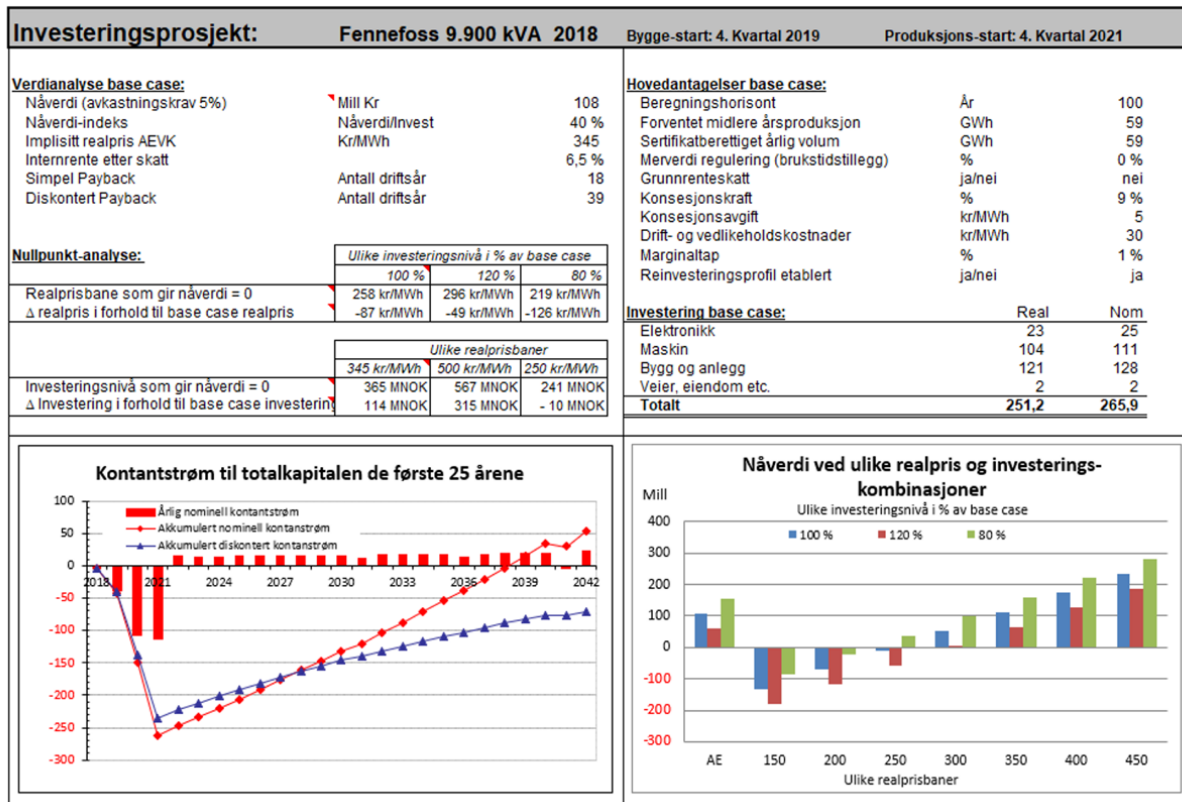 Investeringsprosjekt: Fennefoss 9.900 kVA 2018 Bygge-start: 4. Kvartal 2019 Produksjons-start: 4. Kvartal 2021
Verdianalyse base case:
Nåverdi (avkastningskrav 5%) Mill Kr 108
Nåverdi-indeks Nåverdi/Invest 40 %
Implisitt realpris AEVK Kr/MWh 345
Internrente etter skatt 6,5 %
Simpel Payback Antall driftsår 18
Diskontert Payback Antall driftsår 39
Nullpunkt-analyse: Ulike investeringsnivå i % av base case
100 % 120 % 80 %
Realprisbane som gir nåverdi = 0 258 kr/MWh 296 kr/MWh 219 kr/MWh
Δ realpris i forhold til base case realpris -87 kr/MWh -49 kr/MWh -126 kr/MWh
Ulike realprisbaner
345 kr/MWh 500 kr/MWh 250 kr/MWh
Investeringsnivå som gir nåverdi = 0 365 MNOK 567 MNOK 241 MNOK
Δ Investering i forhold til base case investering 114 MNOK 315 MNOK - 10 MNOK
Hovedantagelser base case:
Beregningshorisont År 100
Forventet midlere årsproduksjon GWh 59
Sertifikatberettiget årlig volum GWh 59
Merverdi regulering (brukstidstillegg) % 0 %
Grunnrenteskatt ja/nei nei
Konsesjonskraft % 9 %
Konsesjonsavgift kr/MWh 5
Drift- og vedlikeholdskostnader kr/MWh 30
Marginaltap % 1 %
Reinvesteringsprofil etablert ja/nei ja
Investering base case: Real Nom
Elektronikk 23 25
Maskin 104 111
Bygg og anlegg 121 128
Veier, eiendom etc. 2 2
Totalt 251,2 265,9
Kontantstrøm til totalkapitalen de første 25 årene
100
50
0
-50
-100
-150
-200
-250
-300
Årlig nominell kontantstrøm
Akkumulert nominell kontanstrøm
Akkumulert diskontert kontanstrøm
2018 2021 2024 2027 2030 2033 2036 2039 2042
Nåverdi ved ulike realpris og investerings-
kombinasjoner
Mill
Ulike investeringsnivå i % av base case
100 % 120 % 80 %
400
300
200
100
0
-100
-200
-300
AE 150 200 250 300 350 400 450
Ulike realprisbaner